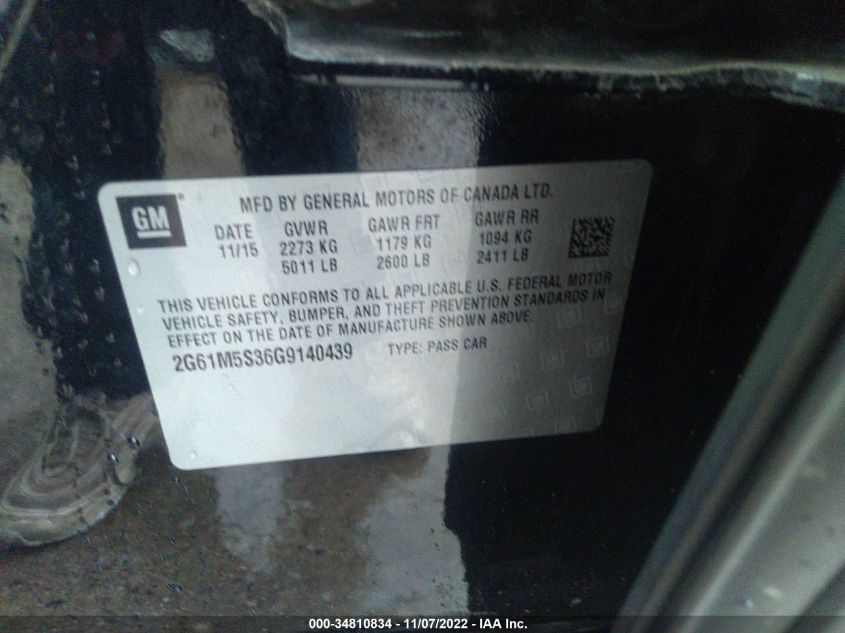 MFD BY GENERAL MOTORS OF CANADA LTD.
GM
DATE GVWR GAWR FRT GAWR RR
11/15 2273 KG 1179 KG 1094 KG
5011 LB 2600 LB 2411 LB
THIS VEHICLE CONFORMS TO ALL APPLICABLE U.S. FEDERAL MOTOR
VEHICLE SAFETY, BUMPER, AND THEFT PREVENTION STANDARDS IN
EFFECT ON THE DATE OF MANUFACTURE SHOWN ABOVE.
2G61M5S36G9140439 TYPE: PASS CAR
000-34810834 - 11/07/2022 - IAA Inc.